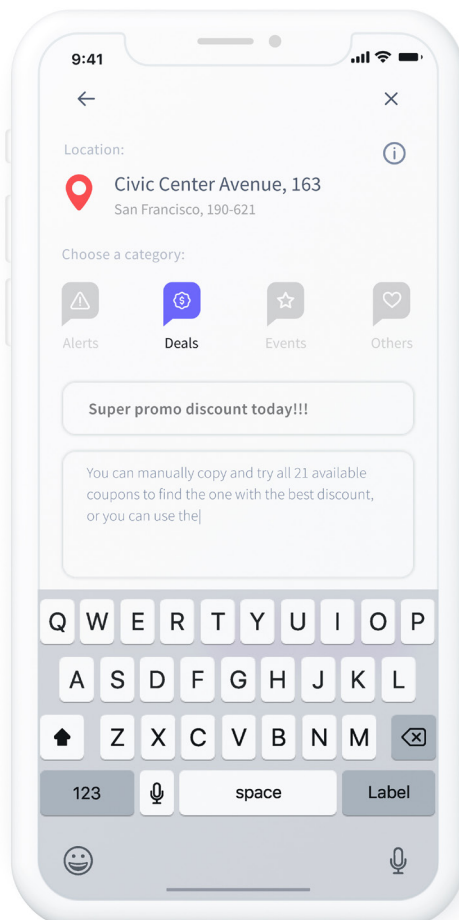 9:41
Location:
Civic Center Avenue, 163
San Francisco, 190-621
Choose a category:
Alerts Deals Events Others
Super promo discount today!!!
You can manually copy and try all 21 available
coupons to find the one with the best discount,
or you can use the
Q W E R T Y U I O P
A S D F G H J K L
Z X C V B N M
123 space Label